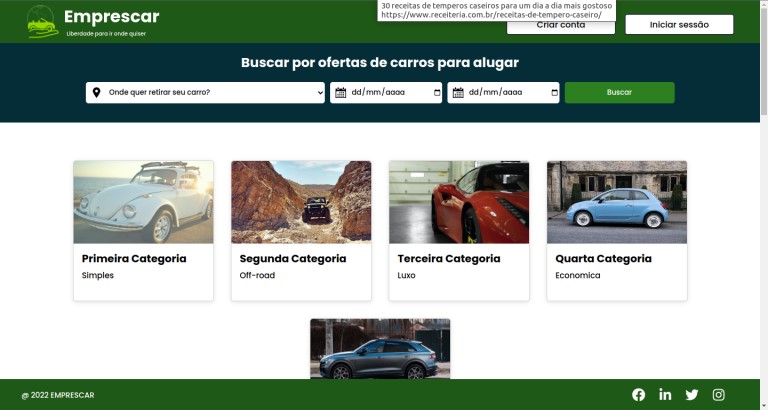 30 receitas de temperos caseiros para um dia a dia mais gostoso
https://www.receiteria.com.br/receitas-de-tempero-caseiro/
Emprescar
Liberdade para ir onde quiser
Criar conta
Iniciar sessão
Buscar por ofertas de carros para alugar
Onde quer retirar seu carro?
dd/mm/aaaa
dd/mm/aaaa
Buscar
Primeira Categoria
Simples
Segunda Categoria
Off-road
Terceira Categoria
Luxo
Quarta Categoria
Economica
@ 2022 EMPRESCAR